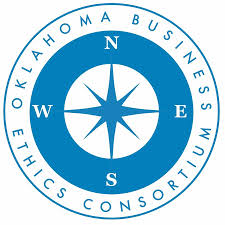 OKLAHOMA BUSINESS
ETHICS CONSORTIUM
N
W E
S